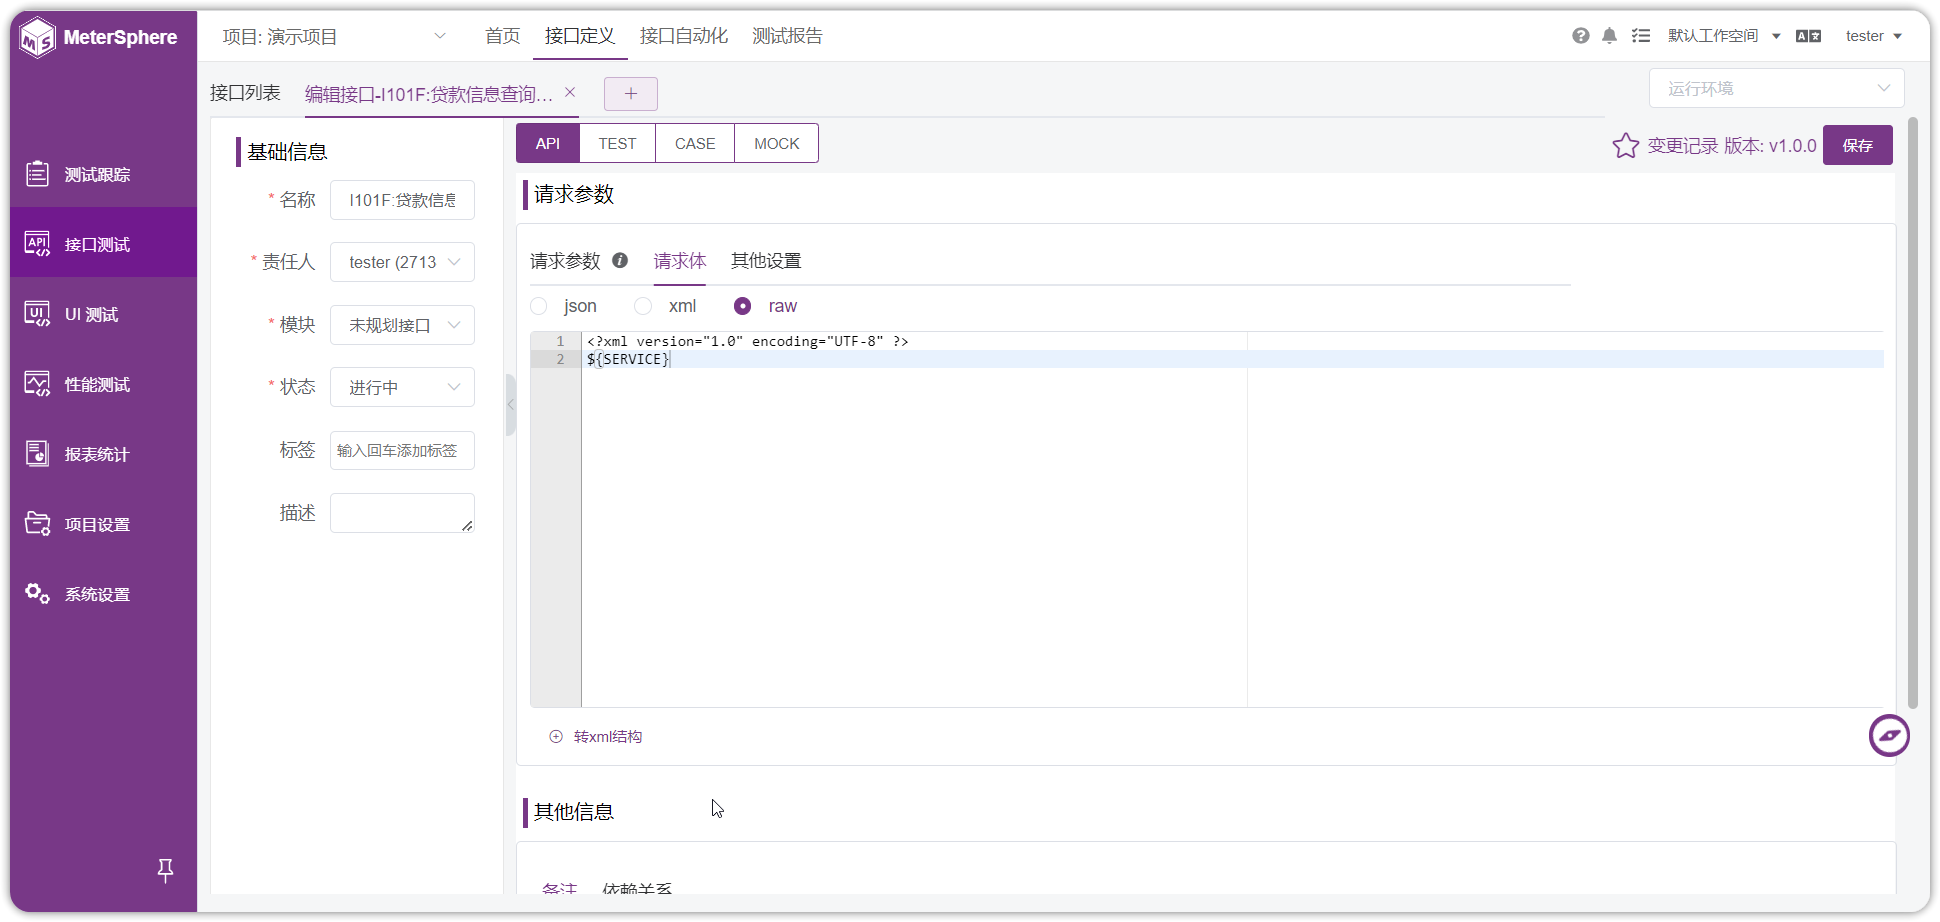 MeterSphere
项目: 演示项目
首页
接口定义
接口自动化
测试报告
默认工作空间
tester
接口列表
编辑接口-I101F:贷款信息查询...
+
运行环境
测试跟踪
接口测试
UI 测试
性能测试
报表统计
项目设置
系统设置
基础信息
* 名称
I101F:贷款信息
* 责任人
tester (2713
* 模块
未规划接口
* 状态
进行中
标签
输入回车添加标签
描述
API
TEST
CASE
MOCK
变更记录 版本: v1.0.0
保存
请求参数
请求参数
请求体
其他设置
json
xml
raw
1 <?xml version="1.0" encoding="UTF-8" ?>
2 ${SERVICE}
转xml结构
其他信息
备注
依赖关系